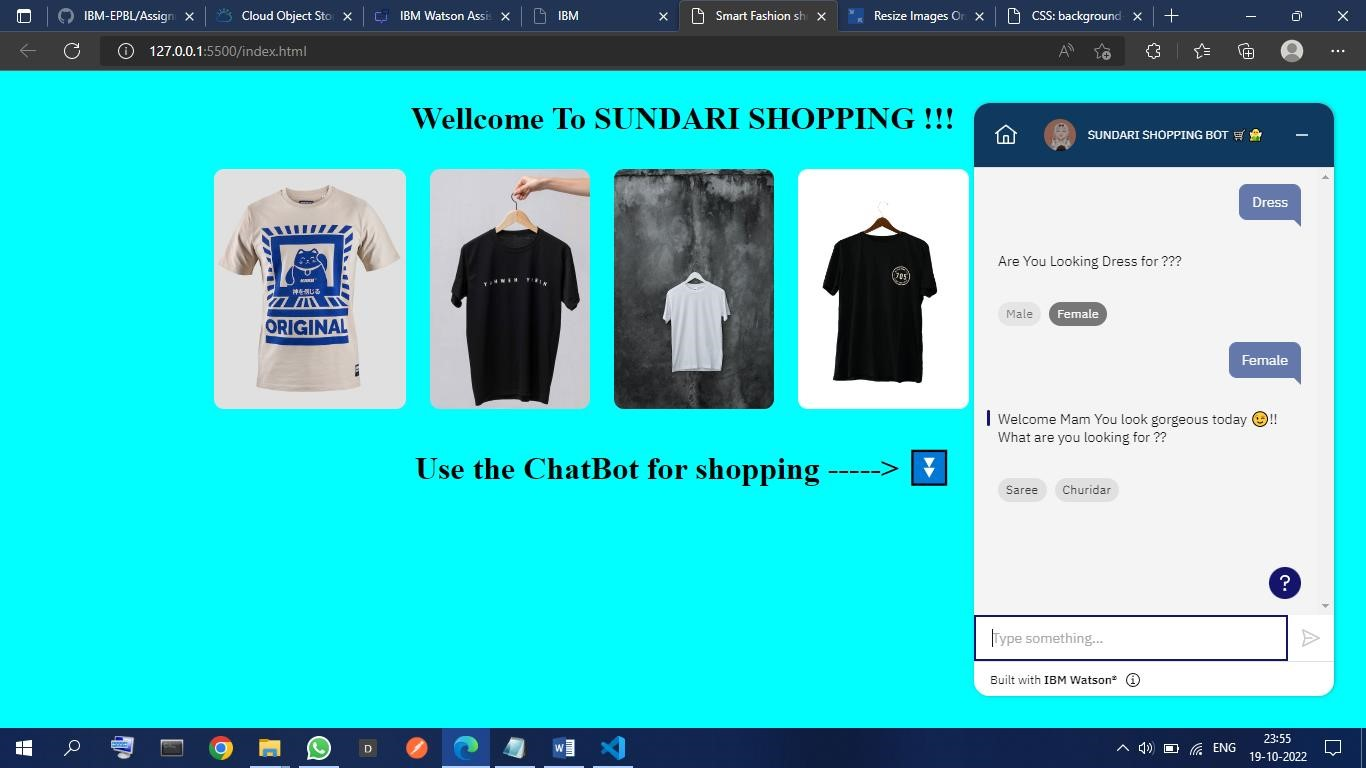 IBM-EPBL/Assign
Cloud Object Sto
IBM Watson Assis
IBM
Smart Fashion sh
Resize Images On
CSS: background
127.0.0.1:5500/index.html
Wellcome To SUNDARI SHOPPING !!!
SUNDARI SHOPPING BOT 🛒
Dress
Are You Looking Dress for ???
Male Female
Female
Welcome Mam You look gorgeous today 😉!!
What are you looking for ??
Saree Churidar
ORIGINAL
705
Use the ChatBot for shopping -----> ⏬
?
Type something...
Built with IBM Watson®
D
ENG
23:55
19-10-2022